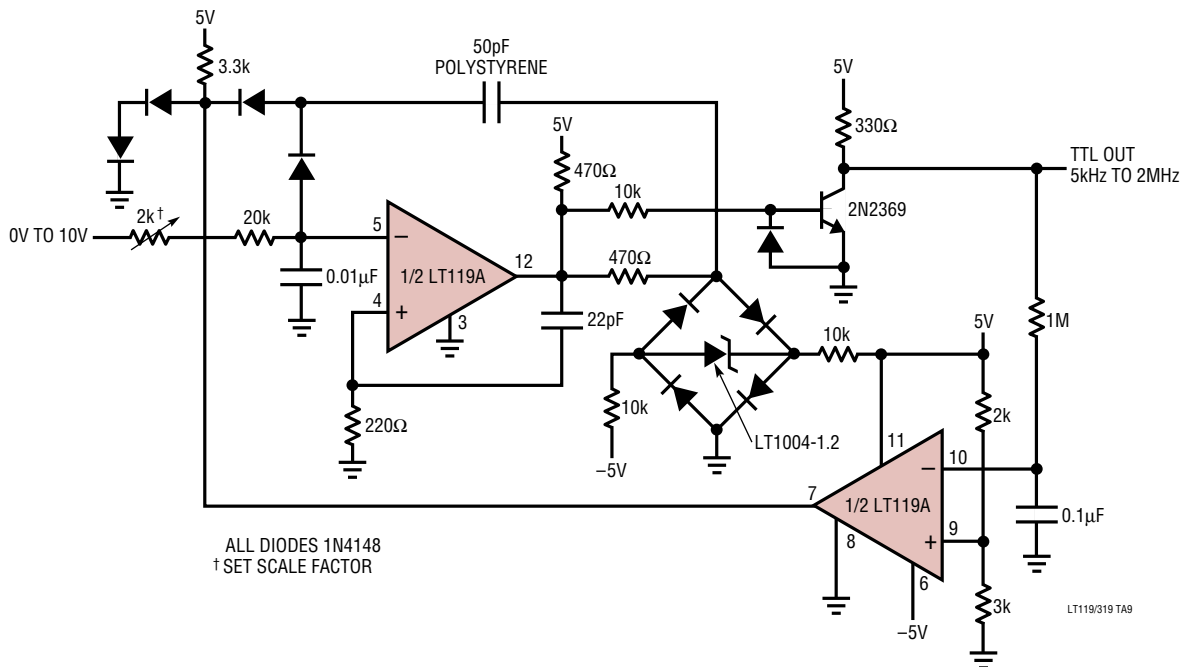 5V
3.3k
50pF
POLYSTYRENE
5V
330Ω
TTL OUT
5kHz TO 2MHz
5V
470Ω
10k
2N2369
0V TO 10V
2k†
20k
5
−
1/2 LT119A
12
470Ω
0.01µF
4
+
3
22pF
1M
5V
10k
10k
220Ω
−5V
LT1004-1.2
11
2k
−
10
7
1/2 LT119A
0.1µF
8
+
9
6
−5V
3k
ALL DIODES 1N4148
† SET SCALE FACTOR
LT119/319 TA9